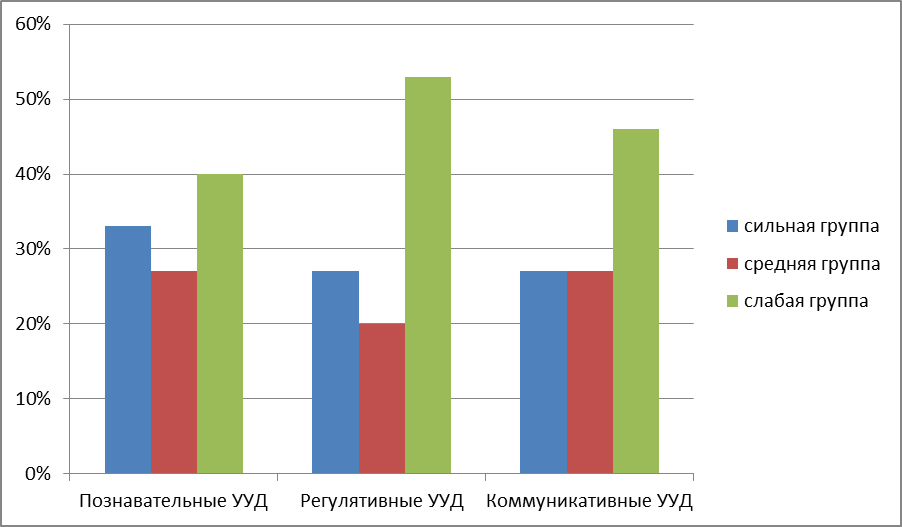 60%
50%
40%
30%
20%
10%
0%
Познавательные УУД
Регулятивные УУД
Коммуникативные УУД
сильная группа
средняя группа
слабая группа